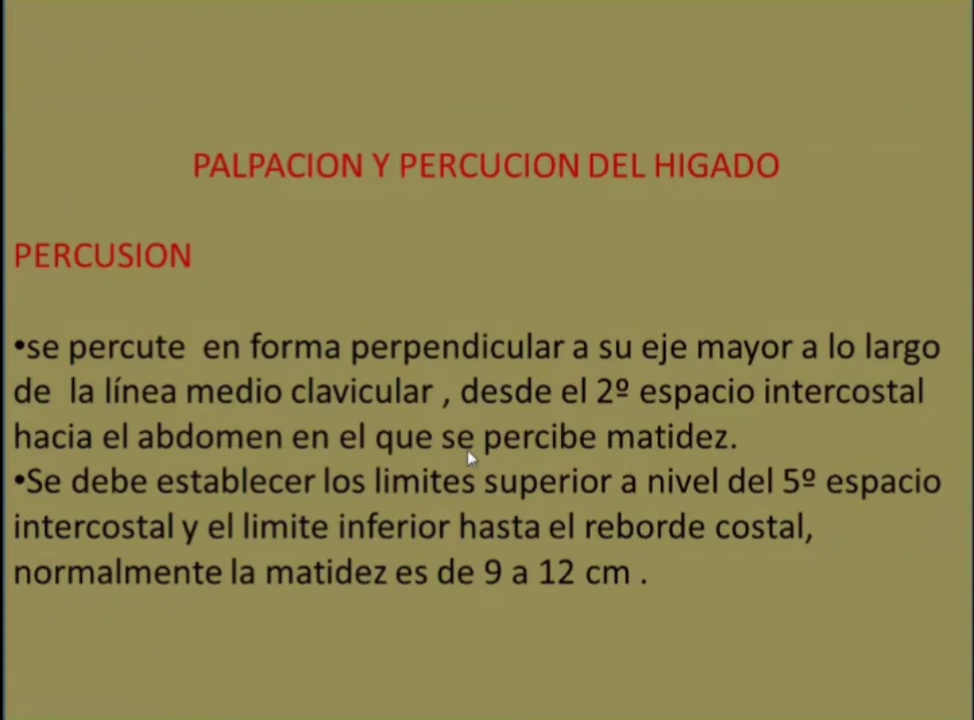 PALPACION Y PERCUCION DEL HIGADO
PERCUSION
•se percute en forma perpendicular a su eje mayor a lo largo
de la línea medio clavicular , desde el 2º espacio intercostal
hacia el abdomen en el que se percibe matidez.
•Se debe establecer los limites superior a nivel del 5º espacio
intercostal y el limite inferior hasta el reborde costal,
normalmente la matidez es de 9 a 12 cm .